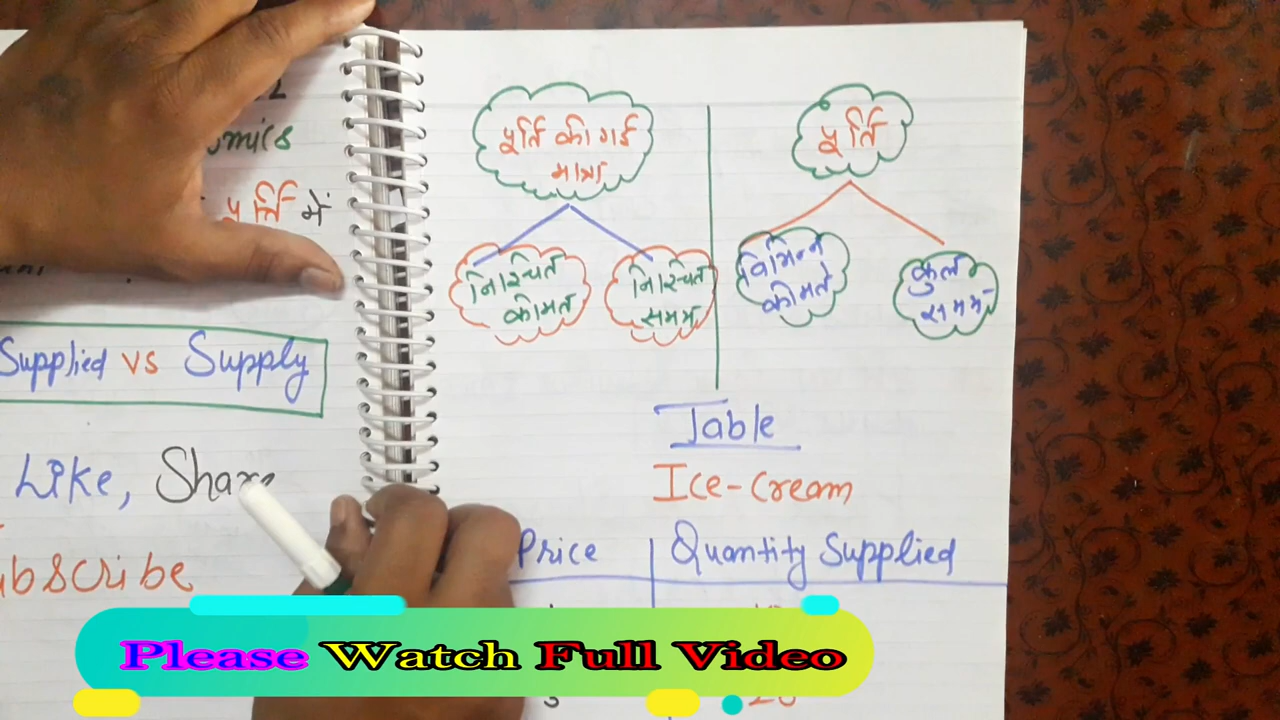 omics
पूर्ति में
Supplied vs Supply
Like, Share
ubscribe
पूर्ति की गई
मात्रा
निश्चित
कीमत
निश्चित
समय
पूर्ति
विभिन्न
कीमतें
कुल
समय
Table
Ice-Cream
Price Quantity Supplied
Please Watch Full Video